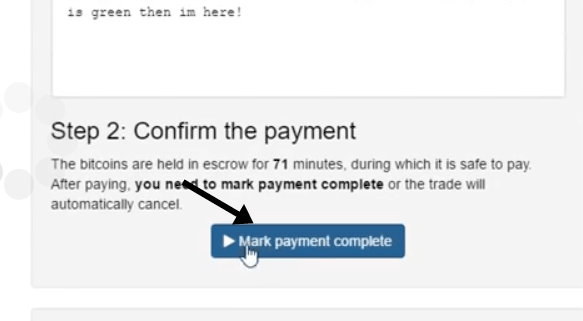 is green then im here!
Step 2: Confirm the payment
The bitcoins are held in escrow for 71 minutes, during which it is safe to pay.
After paying, you need to mark payment complete or the trade will
automatically cancel.
Mark payment complete